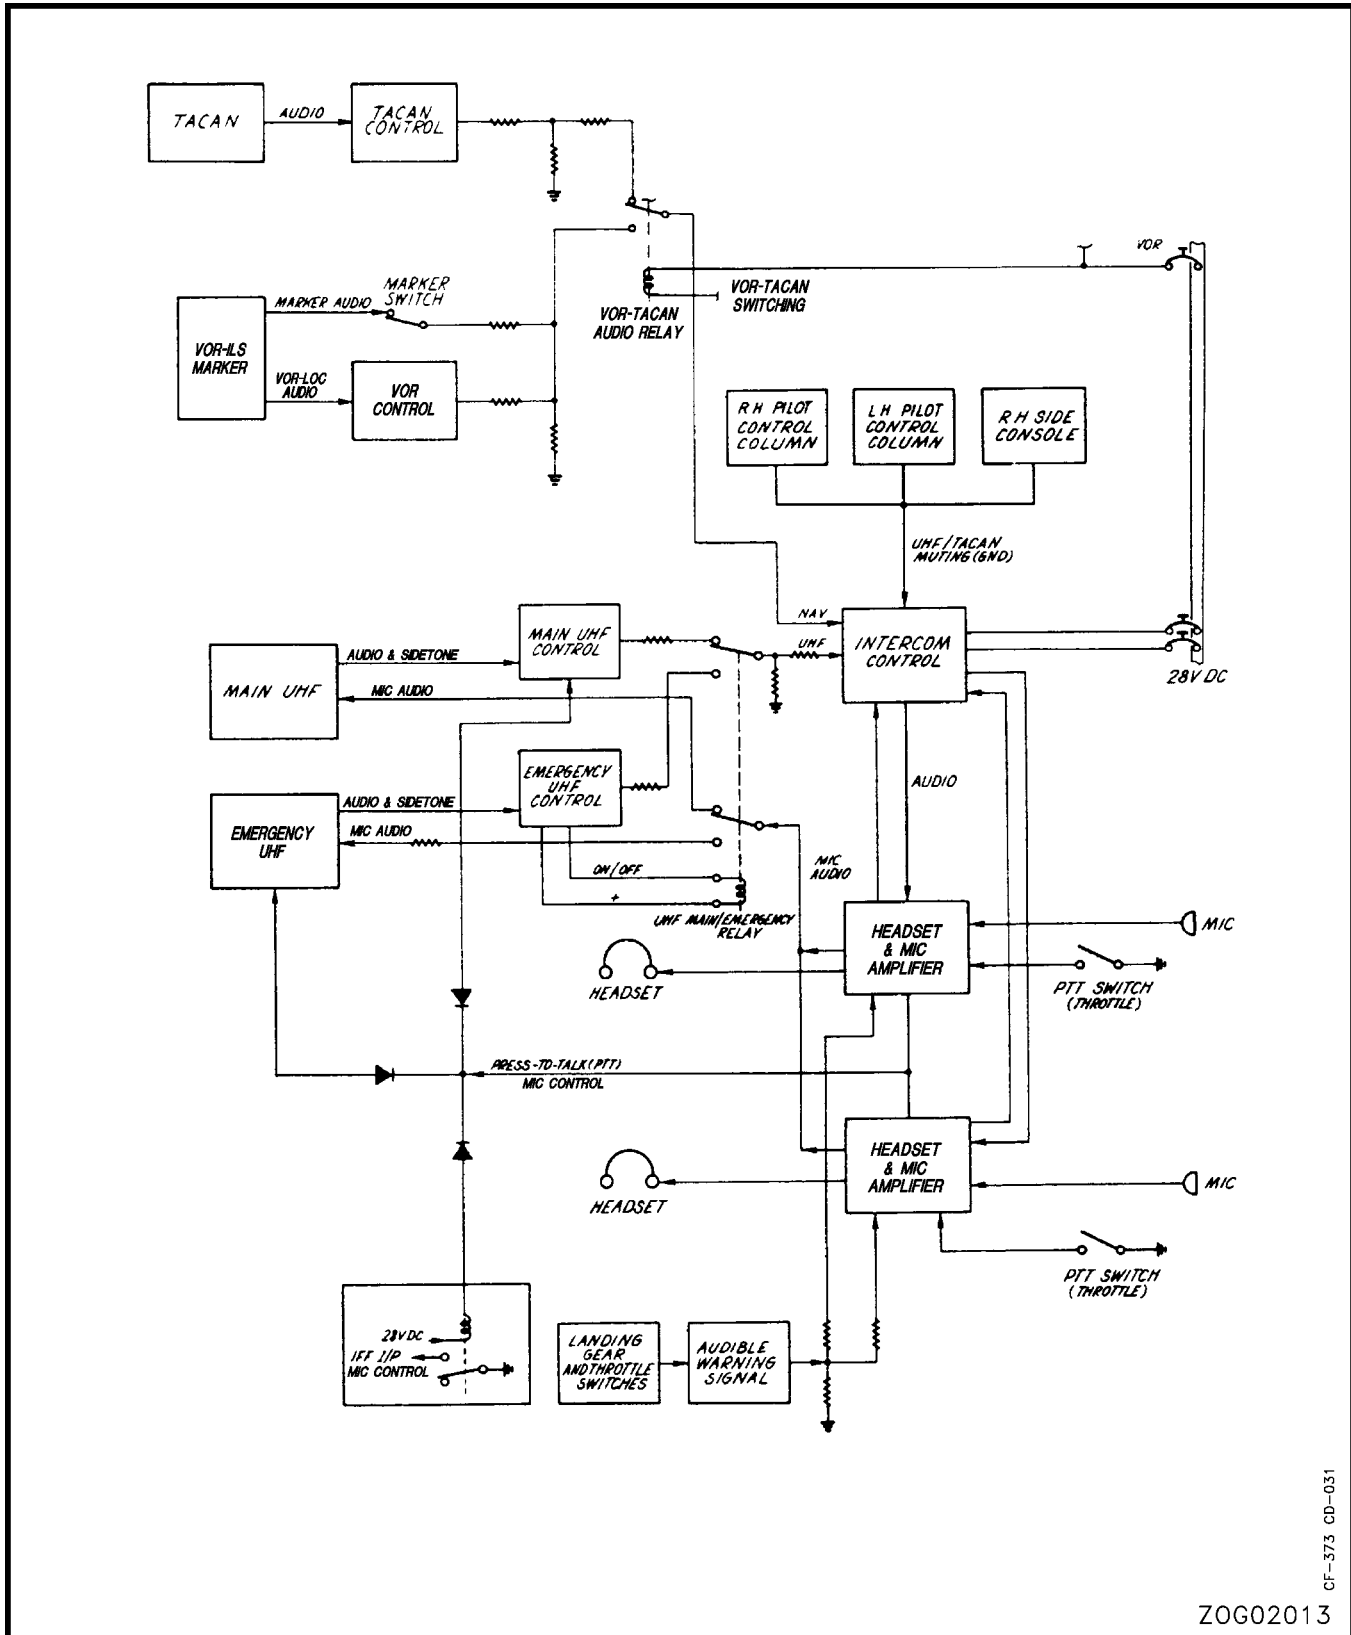 TACAN
AUDIO
TACAN
CONTROL
MARKER
SWITCH
MARKER AUDIO
VOR-ILS
MARKER
VOR-LOC
AUDIO
VOR
CONTROL
VOR-TACAN
AUDIO RELAY
VOR-TACAN
SWITCHING
VOR
RH PILOT
CONTROL
COLUMN
LH PILOT
CONTROL
COLUMN
RH SIDE
CONSOLE
UHF/TACAN
MUTING (GND)
NAV
UHF
INTERCOM
CONTROL
28V DC
MAIN UHF
AUDIO & SIDETONE
MIC AUDIO
MAIN UHF
CONTROL
EMERGENCY
UHF
CONTROL
EMERGENCY
UHF
AUDIO & SIDETONE
MIC AUDIO
ON/OFF
+
UHF MAIN/EMERGENCY
RELAY
AUDIO
MIC
AUDIO
HEADSET
& MIC
AMPLIFIER
MIC
HEADSET
PTT SWITCH
(THROTTLE)
PRESS-TO-TALK (PTT)
MIC CONTROL
HEADSET
& MIC
AMPLIFIER
MIC
HEADSET
PTT SWITCH
(THROTTLE)
28V DC
IFF I/P
MIC CONTROL
LANDING
GEAR
AND THROTTLE
SWITCHES
AUDIBLE
WARNING
SIGNAL
CF-373 CD-031
ZOG02013